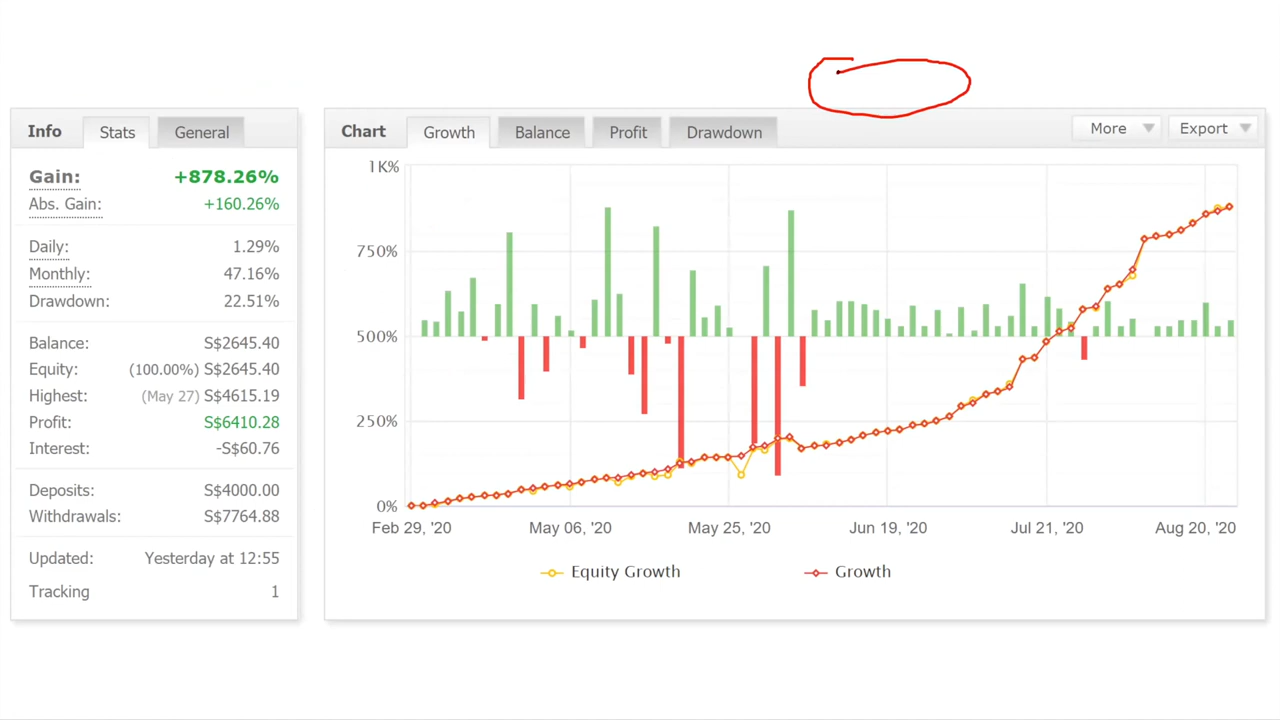 Info Stats General
Gain: +878.26%
Abs. Gain: +160.26%
Daily: 1.29%
Monthly: 47.16%
Drawdown: 22.51%
Balance: S$2645.40
Equity: (100.00%) S$2645.40
Highest: (May 27) S$4615.19
Profit: S$6410.28
Interest: -S$60.76
Deposits: S$4000.00
Withdrawals: S$7764.88
Updated: Yesterday at 12:55
Tracking 1
Chart Growth Balance Profit Drawdown More Export
1K%
750%
500%
250%
0%
Feb 29, '20 May 06, '20 May 25, '20 Jun 19, '20 Jul 21, '20 Aug 20, '20
Equity Growth Growth